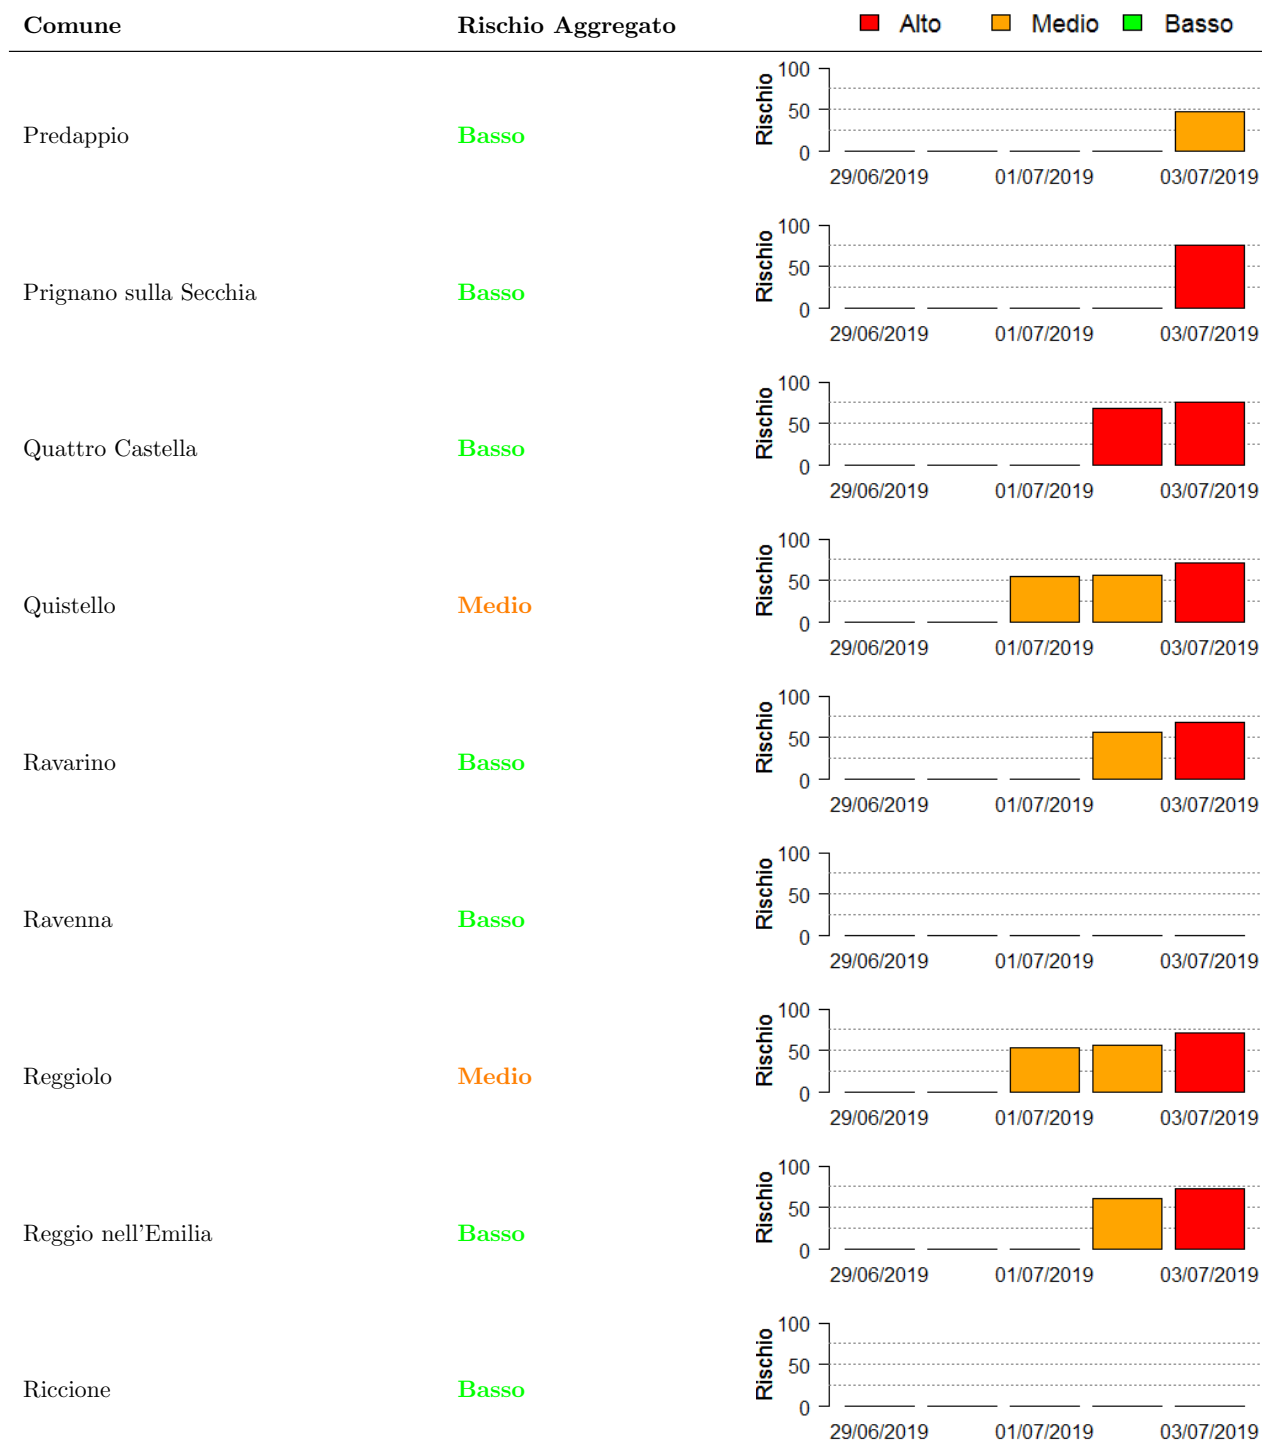 Comune Rischio Aggregato Alto Medio Basso
Predappio Basso Rischio 100 50 0
29/06/2019 01/07/2019 03/07/2019
Prignano sulla Secchia Basso Rischio 100 50 0
29/06/2019 01/07/2019 03/07/2019
Quattro Castella Basso Rischio 100 50 0
29/06/2019 01/07/2019 03/07/2019
Quistello Medio Rischio 100 50 0
29/06/2019 01/07/2019 03/07/2019
Ravarino Basso Rischio 100 50 0
29/06/2019 01/07/2019 03/07/2019
Ravenna Basso Rischio 100 50 0
29/06/2019 01/07/2019 03/07/2019
Reggiolo Medio Rischio 100 50 0
29/06/2019 01/07/2019 03/07/2019
Reggio nell'Emilia Basso Rischio 100 50 0
29/06/2019 01/07/2019 03/07/2019
Riccione Basso Rischio 100 50 0
29/06/2019 01/07/2019 03/07/2019